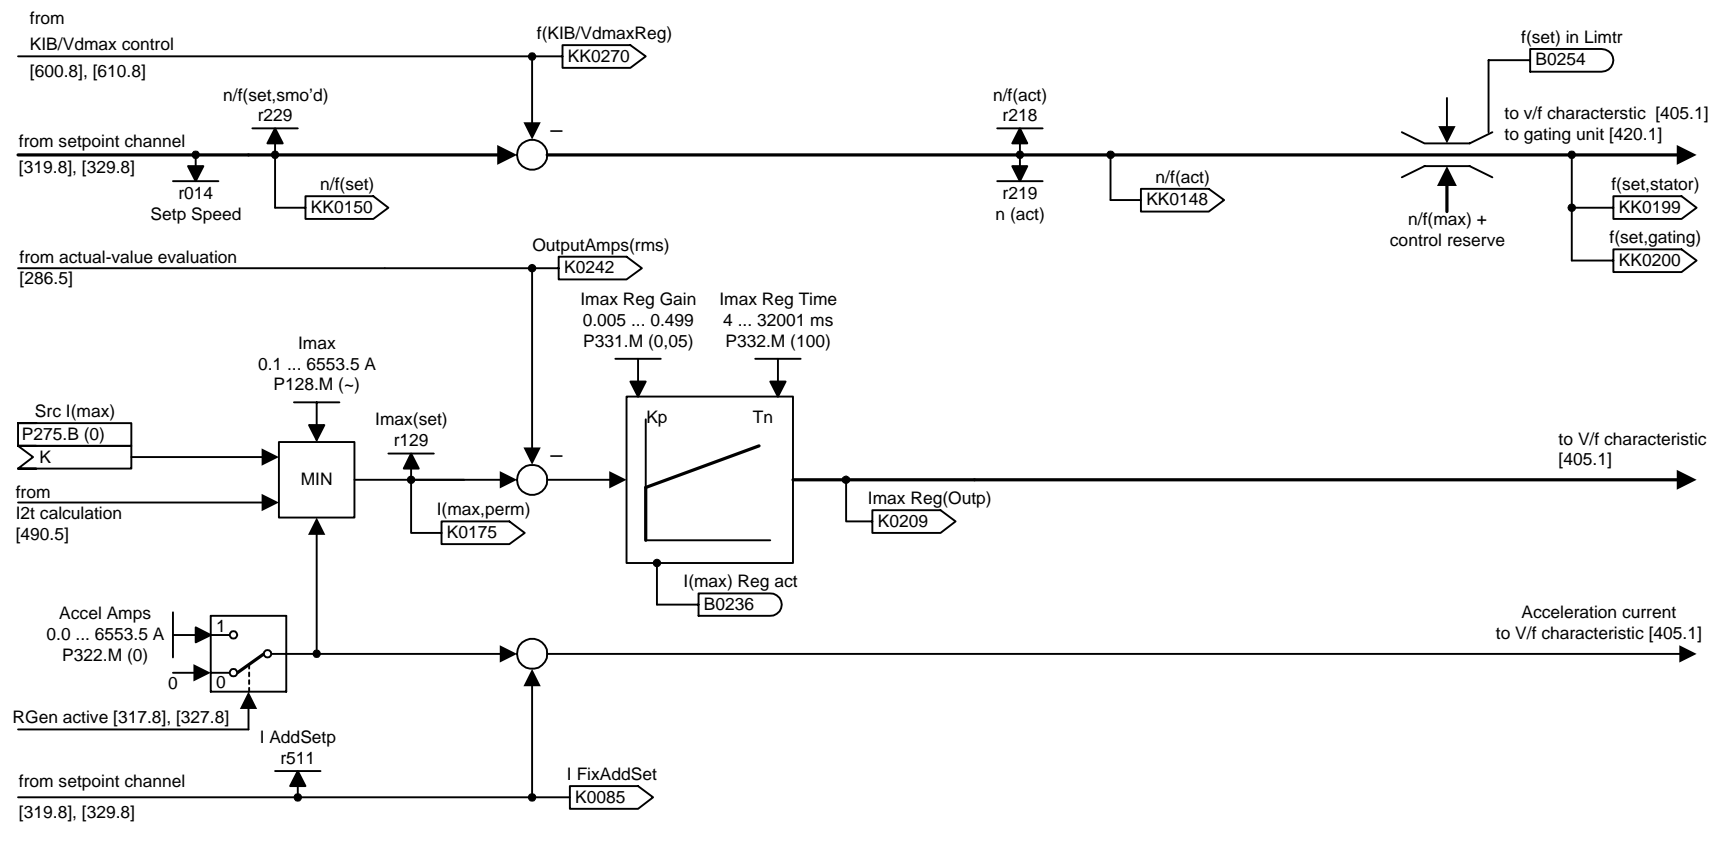 from
KIB/Vdmax control
[600.8], [610.8]
f(KIB/VdmaxReg)
KK0270
f(set) in Limtr
B0254
n/f(set,smo'd)
r229
n/f(act)
r218
to v/f characterstic [405.1]
to gating unit [420.1]
from setpoint channel
[319.8], [329.8]
–
r014
Setp Speed
n/f(set)
KK0150
r219
n (act)
n/f(act)
KK0148
n/f(max) +
control reserve
f(set,stator)
KK0199
f(set,gating)
KK0200
from actual-value evaluation
[286.5]
OutputAmps(rms)
K0242
Imax Reg Gain
0.005 ... 0.499
P331.M (0,05)
Imax Reg Time
4 ... 32001 ms
P332.M (100)
Imax
0.1 ... 6553.5 A
P128.M (~)
Src I(max)
P275.B (0)
K
from
I2t calculation
[490.5]
MIN
Imax(set)
r129
I(max,perm)
K0175
–
Kp
Tn
to V/f characteristic
[405.1]
Imax Reg(Outp)
K0209
I(max) Reg act
B0236
Accel Amps
0.0 ... 6553.5 A
P322.M (0)
1
0
0
Acceleration current
to V/f characteristic [405.1]
RGen active [317.8], [327.8]
I AddSetp
r511
from setpoint channel
[319.8], [329.8]
I FixAddSet
K0085